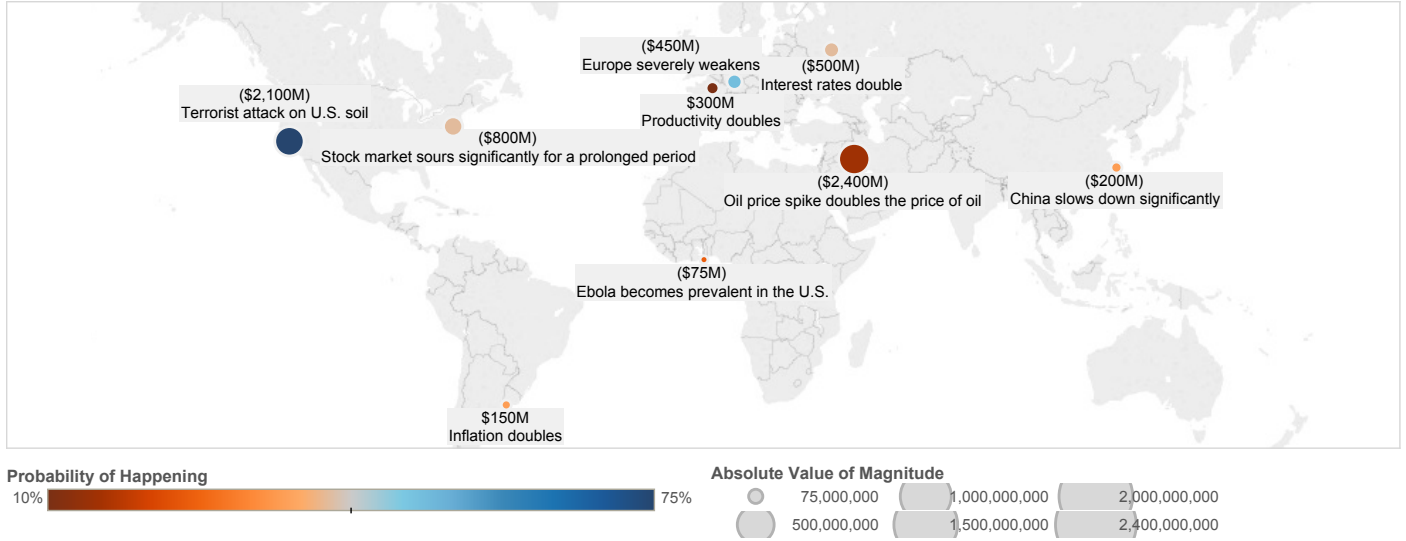 ($450M)
Europe severely weakens
($500M)
Interest rates double
($2,100M)
Terrorist attack on U.S. soil
$300M
Productivity doubles
($800M)
Stock market sours significantly for a prolonged period
($2,400M)
Oil price spike doubles the price of oil
($200M)
China slows down significantly
($75M)
Ebola becomes prevalent in the U.S.
$150M
Inflation doubles
Probability of Happening
10% 75%
Absolute Value of Magnitude
75,000,000 1,000,000,000 2,000,000,000
500,000,000 1,500,000,000 2,400,000,000